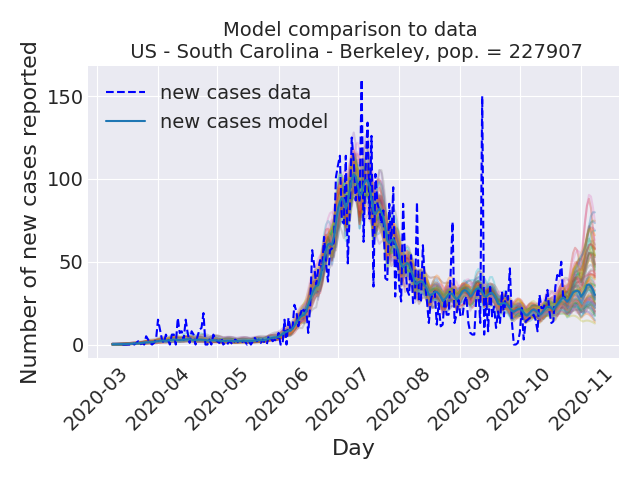 Model comparison to data
US - South Carolina - Berkeley, pop. = 227907
Number of new cases reported
150
100
50
0
new cases data
new cases model
2020-03
2020-04
2020-05
2020-06
2020-07
2020-08
2020-09
2020-10
2020-11
Day